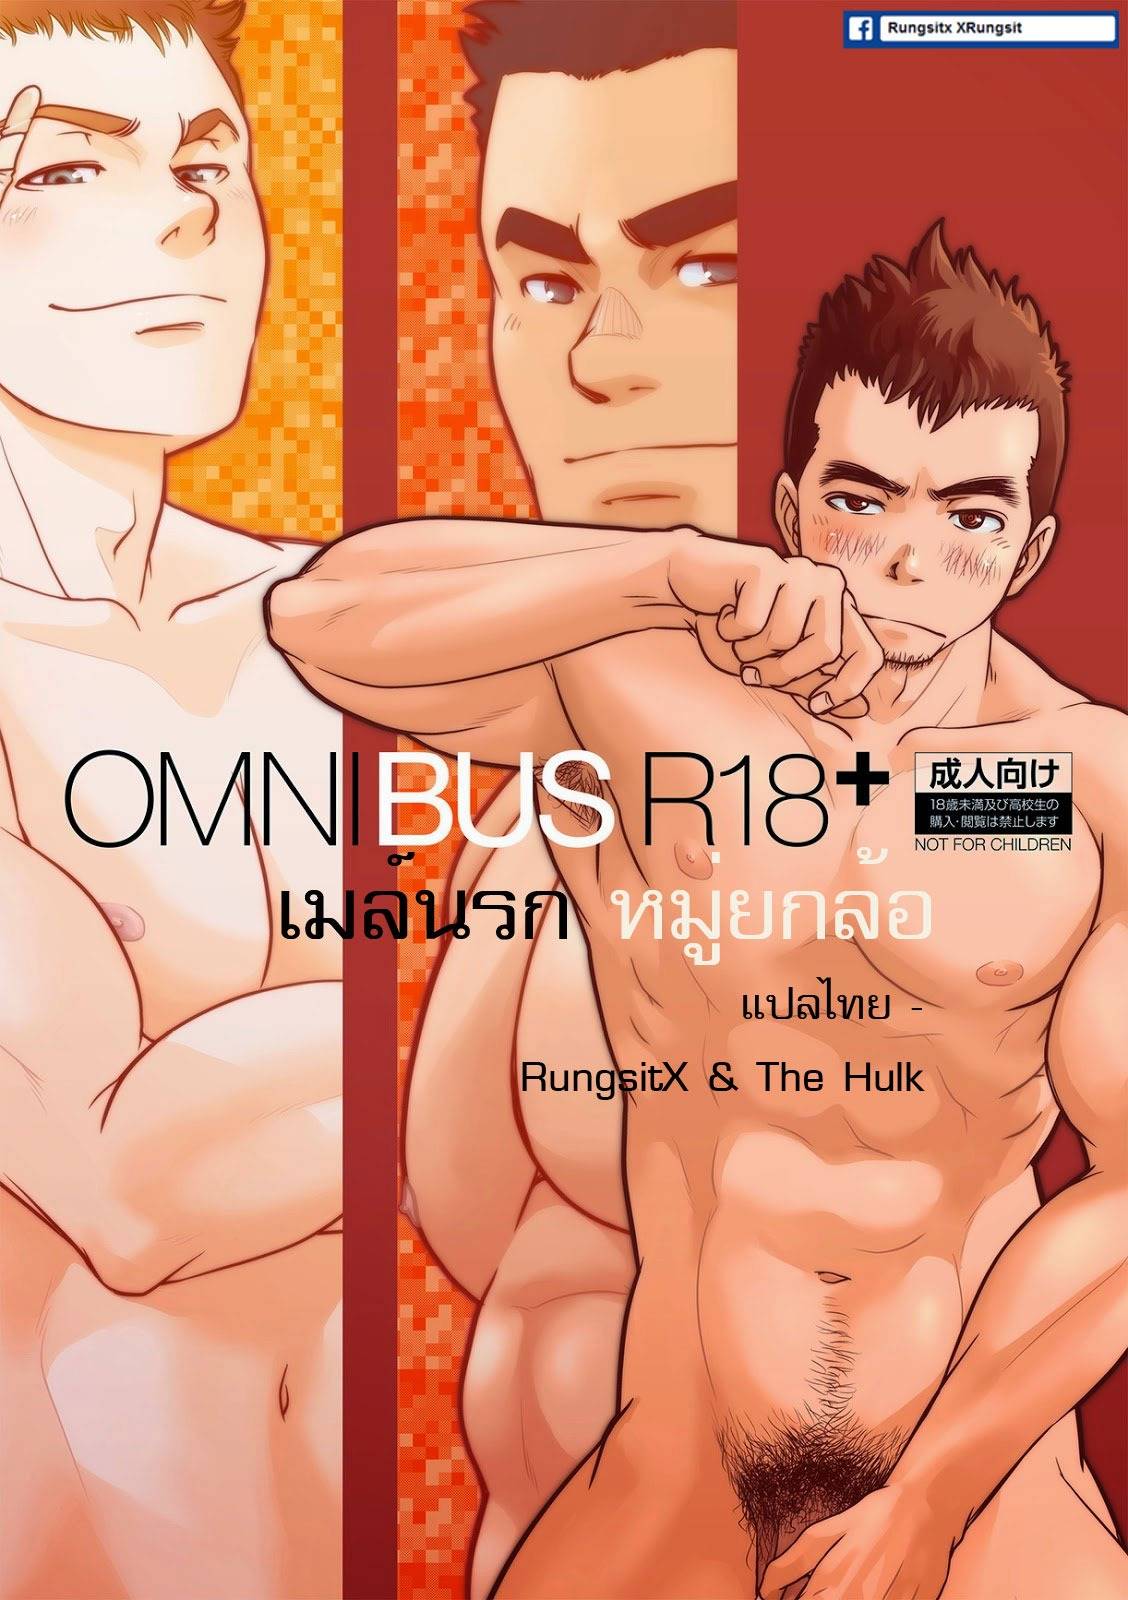 Rungsitx XRungsit
OMNIBUS R18+
成人向け
18歳未満及び高校生の
購入・閲覧は禁止します
NOT FOR CHILDREN
เมล์นรก หมู่ยกล้อ
แปลไทย -
RungsitX & The Hulk